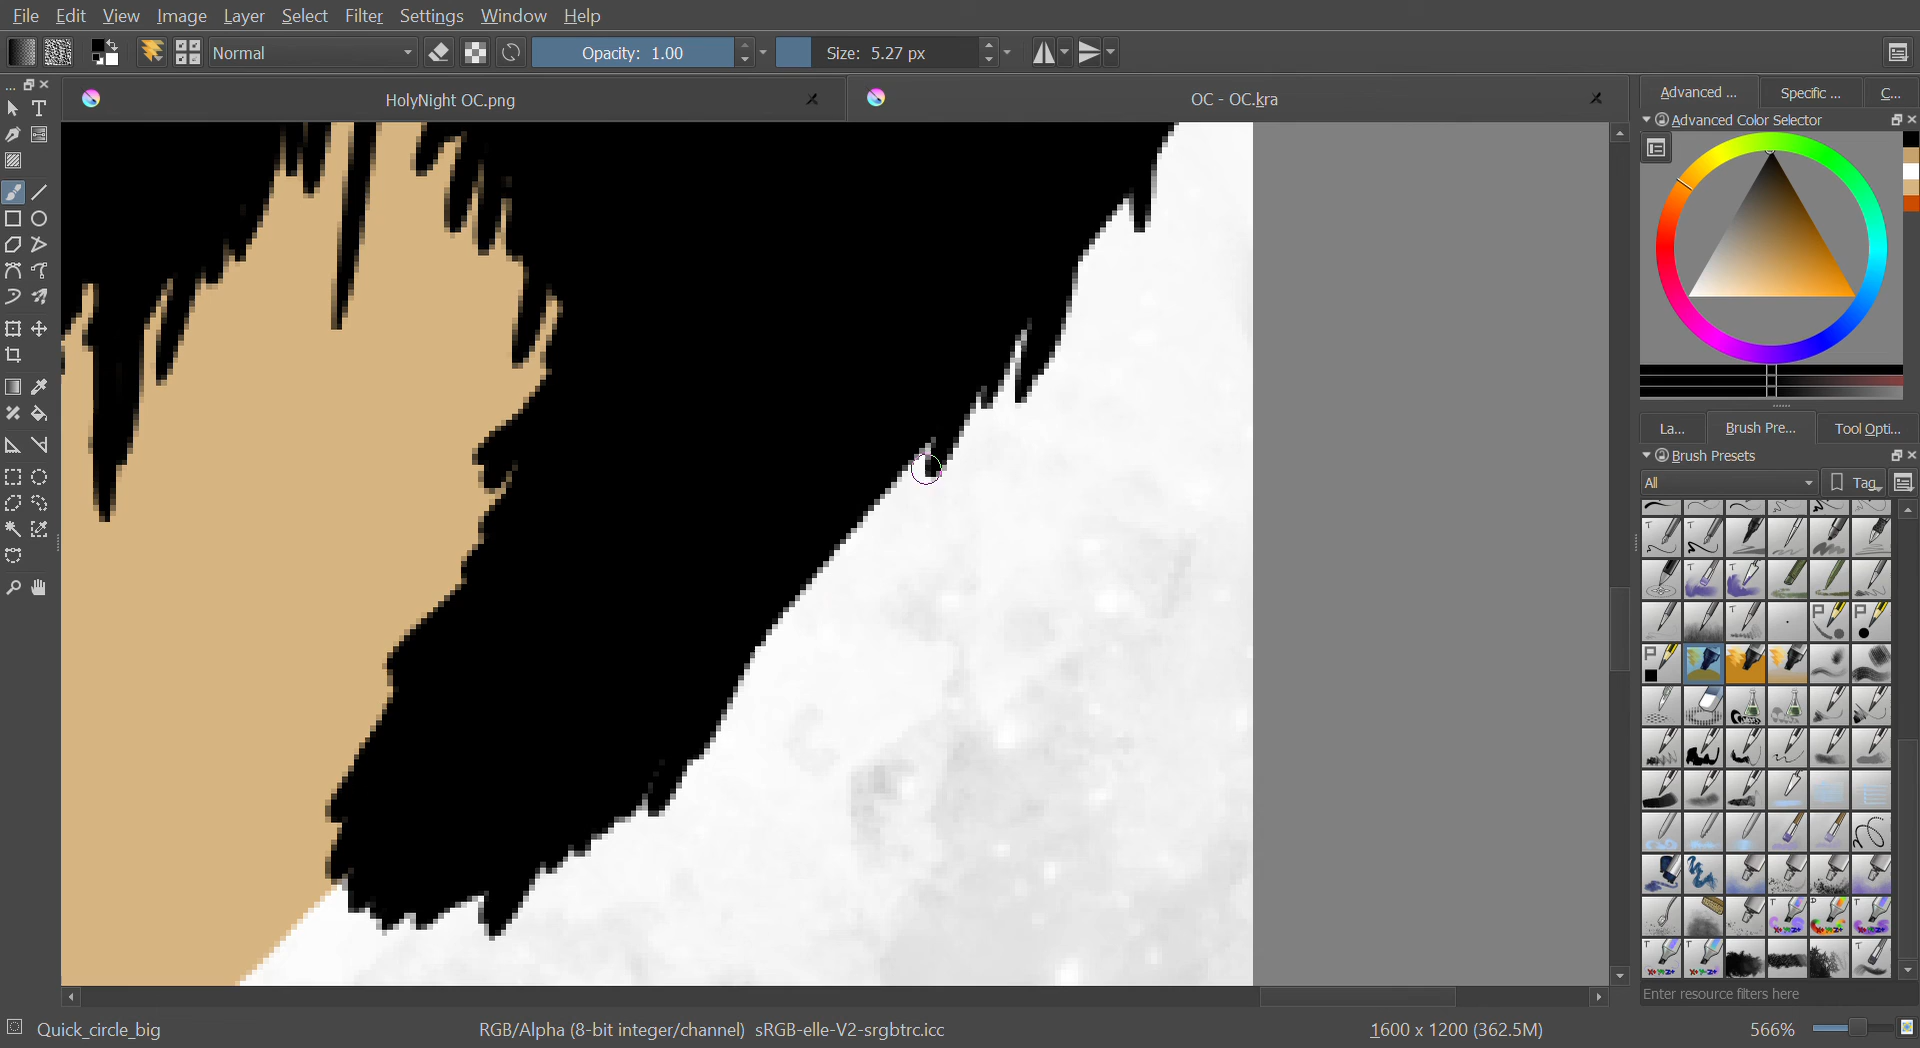 File Edit View Image Layer Select Filter Settings Window Help
Normal Opacity: 1.00 Size: 5.27 px
HolyNight OC.png OC - OC.kra
Advanced ... Specific ... C...
Advanced Color Selector
La... Brush Pre... Tool Opti...
Brush Presets
All Tag
Enter resource filters here
Quick_circle_big RGB/Alpha (8-bit integer/channel) sRGB-elle-V2-srgbtrc.icc 1600 x 1200 (362.5M) 566%